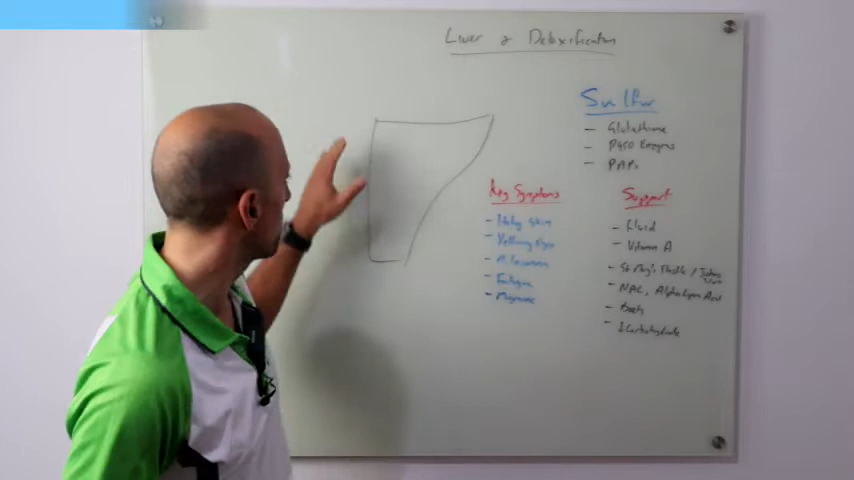 Liver & Detoxification
Sulfur
- Glutathione
- P450 Enzymes
- PAPs
Key Symptoms
- Itchy skin
- Yellowing Eyes
- Fatigue
- Migraine
Support
- Fluid
- Vitamin A
- St Mary's Thistle /
- NAC, Alpha Lipoic Acid
- Beets
- ↓Carbohydrate